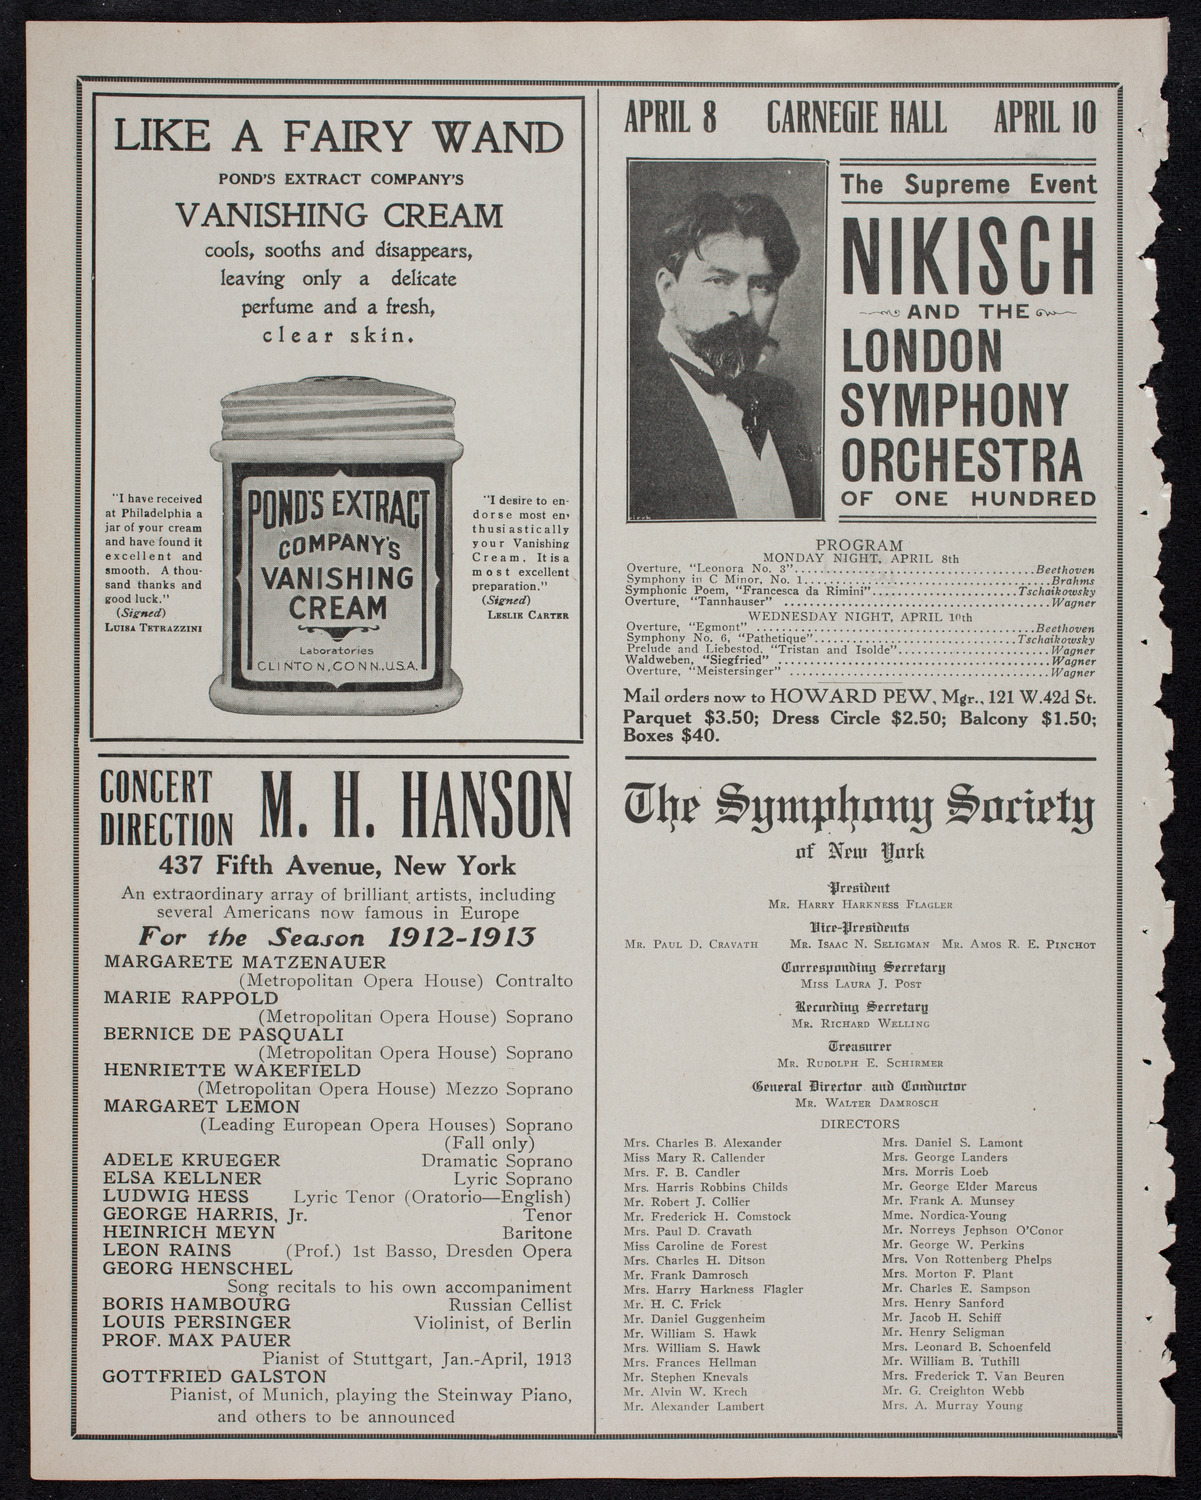 LIKE A FAIRY WAND
POND'S EXTRACT COMPANY'S
VANISHING CREAM
cools, sooths and disappears,
leaving only a delicate
perfume and a fresh,
clear skin.
"I have received
at Philadelphia a
jar of your cream
and have found it
excellent and
smooth. A thou-
sand thanks and
good luck."
(Signed)
LUISA TETRAZZINI
POND'S EXTRACT
COMPANY'S
VANISHING
CREAM
Laboratories
CLINTON, CONN., U.S.A.
"I desire to en-
dorse most en-
thusiastically
your Vanishing
Cream. It is a
most excellent
preparation."
(Signed)
LESLIE CARTER
CONCERT
DIRECTION
M. H. HANSON
437 Fifth Avenue, New York
An extraordinary array of brilliant artists, including
several Americans now famous in Europe
For the Season 1912-1913
MARGARETE MATZENAUER
(Metropolitan Opera House) Contralto
MARIE RAPPOLD
(Metropolitan Opera House) Soprano
BERNICE DE PASQUALI
(Metropolitan Opera House) Soprano
HENRIETTE WAKEFIELD
(Metropolitan Opera House) Mezzo Soprano
MARGARET LEMON
(Leading European Opera Houses) Soprano
(Fall only)
ADELE KRUEGER Dramatic Soprano
ELSA KELLNER Lyric Soprano
LUDWIG HESS Lyric Tenor (Oratorio—English)
GEORGE HARRIS, Jr. Tenor
HEINRICH MEYN Baritone
LEON RAINS (Prof.) 1st Basso, Dresden Opera
GEORG HENSCHEL
Song recitals to his own accompaniment
BORIS HAMBOURG Russian Cellist
LOUIS PERSINGER Violinist, of Berlin
PROF. MAX PAUER
Pianist of Stuttgart, Jan.-April, 1913
GOTTFRIED GALSTON
Pianist, of Munich, playing the Steinway Piano,
and others to be announced
APRIL 8 CARNEGIE HALL APRIL 10
The Supreme Event
NIKISCH
AND THE
LONDON
SYMPHONY
ORCHESTRA
OF ONE HUNDRED
PROGRAM
MONDAY NIGHT, APRIL 8th
Overture, "Leonora No. 3"..............................Beethoven
Symphony in C Minor, No. 1..............................Brahms
Symphonic Poem, "Francesca da Rimini"..................Tschaikowsky
Overture, "Tannhauser" ..............................Wagner
WEDNESDAY NIGHT, APRIL 10th
Overture, "Egmont"..............................Beethoven
Symphony No. 6, "Pathetique"..............................Tschaikowsky
Prelude and Liebestod, "Tristan and Isolde"..................Wagner
Waldweben, "Siegfried" ..............................Wagner
Overture, "Meistersinger" ..............................Wagner
Mail orders now to HOWARD PEW, Mgr., 121 W. 42d St.
Parquet $3.50; Dress Circle $2.50; Balcony $1.50;
Boxes $40.
The Symphony Society
of New York
President
MR. HARRY HARKNESS FLAGLER
Vice-Presidents
MR. PAUL D. CRAVATH MR. ISAAC N. SELIGMAN MR. AMOS R. E. PINCHOT
Corresponding Secretary
MISS LAURA J. POST
Recording Secretary
MR. RICHARD WELLING
Treasurer
MR. RUDOLPH E. SCHIRMER
General Director and Conductor
MR. WALTER DAMROSCH
DIRECTORS
Mrs. Charles B. Alexander
Miss Mary R. Callender
Mrs. F. B. Candler
Mrs. Harris Robbins Childs
Mr. Robert J. Collier
Mr. Frederick H. Comstock
Mrs. Paul D. Cravath
Miss Caroline de Forest
Mrs. Charles H. Ditson
Mr. Frank Damrosch
Mrs. Harry Harkness Flagler
Mr. H. C. Frick
Mr. Daniel Guggenheim
Mr. William S. Hawk
Mrs. William S. Hawk
Mrs. Frances Hellman
Mr. Stephen Knevals
Mr. Alvin W. Krech
Mr. Alexander Lambert
Mrs. Daniel S. Lamont
Mrs. George Landers
Mrs. Morris Loeb
Mr. George Elder Marcus
Mr. Frank A. Munsey
Mme. Nordica-Young
Mr. Norreys Jephson O'Conor
Mr. George W. Perkins
Mrs. Von Rottenberg Phelps
Mrs. Morton F. Plant
Mr. Charles E. Sampson
Mrs. Henry Sanford
Mr. Jacob H. Schiff
Mr. Henry Seligman
Mrs. Leonard B. Schoenfeld
Mr. William B. Tuthill
Mrs. Frederick T. Van Beuren
Mr. G. Creighton Webb
Mrs. A. Murray Young